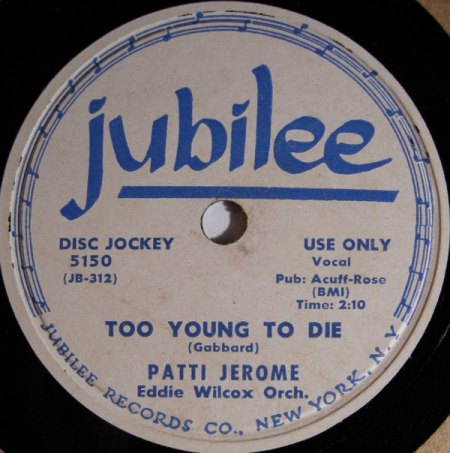 jubilee
DISC JOCKEY
5150
(JB-312)
USE ONLY
Vocal
Pub: Acuff-Rose
(BMI)
Time: 2:10
TOO YOUNG TO DIE
(Gabbard)
PATTI JEROME
Eddie Wilcox Orch.
JUBILEE RECORDS CO., NEW YORK, N.Y.